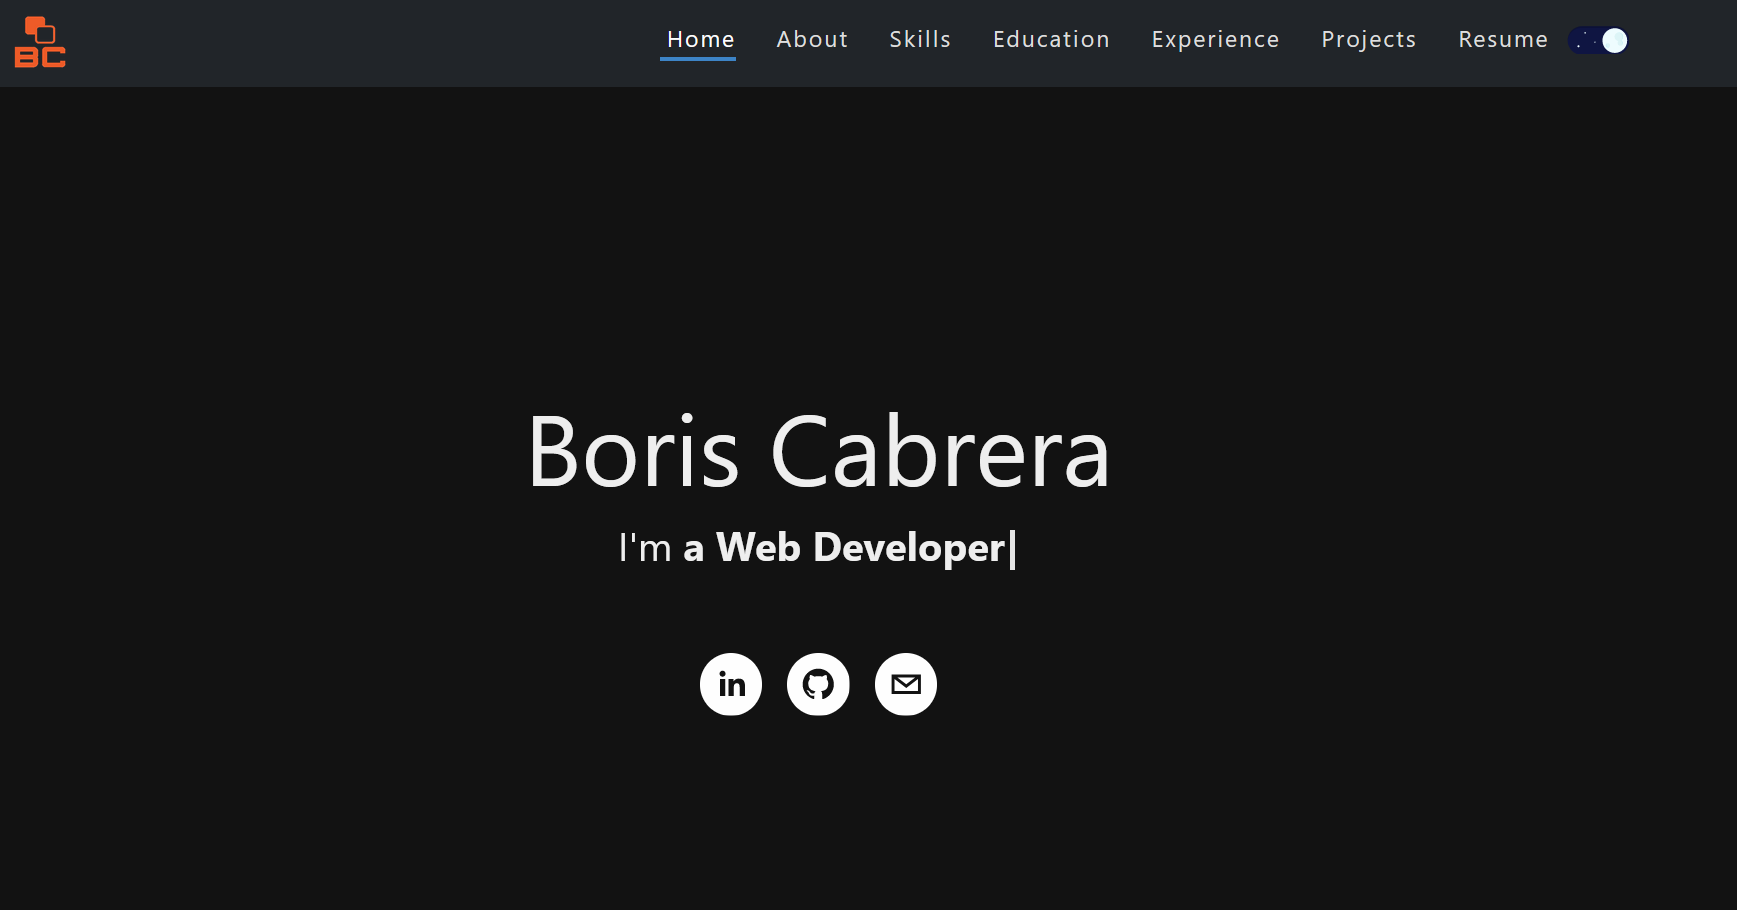 BC
Home About Skills Education Experience Projects Resume
Boris Cabrera
I'm a Web Developer|
in